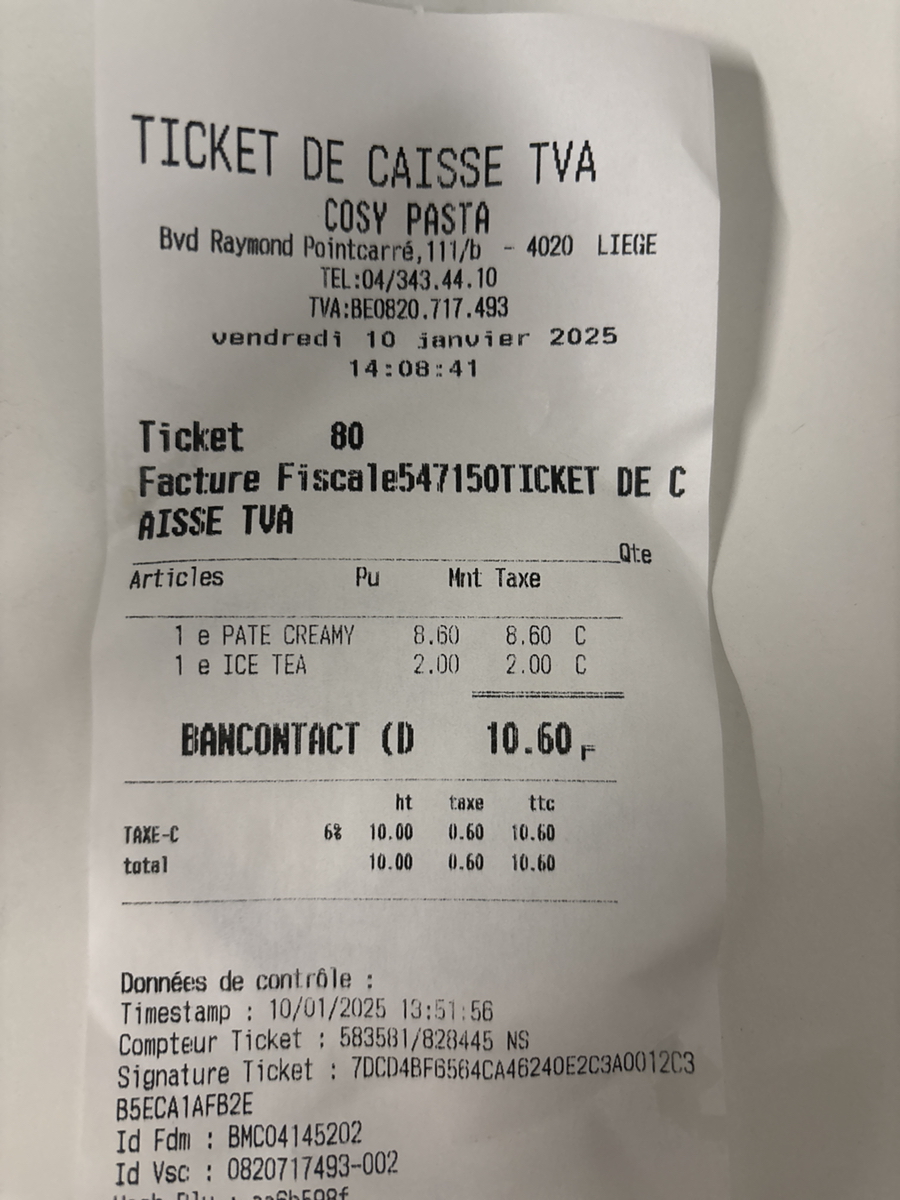 TICKET DE CAISSE TVA
COSY PASTA
Bvd Raymond Pointcarré,111/b - 4020 LIEGE
TEL:04/343.44.10
TVA:BE0820.717.493
vendredi 10 janvier 2025
14:08:41
Ticket 80
Facture Fiscale547150TICKET DE C
AISSE TVA
Qte
Articles Pu Mnt Taxe
1 e PATE CREAMY 8.60 8.60 C
1 e ICE TEA 2.00 2.00 C
BANCONTACT (D 10.60 F
ht taxe ttc
TAXE-C 6% 10.00 0.60 10.60
total 10.00 0.60 10.60
Données de contrôle :
Timestamp : 10/01/2025 13:51:56
Compteur Ticket : 583581/828445 NS
Signature Ticket : 7DCD4BF6564CA46240E2C3A0012C3
B5ECA1AFB2E
Id Fdm : BMC04145202
Id Vsc : 0820717493-002